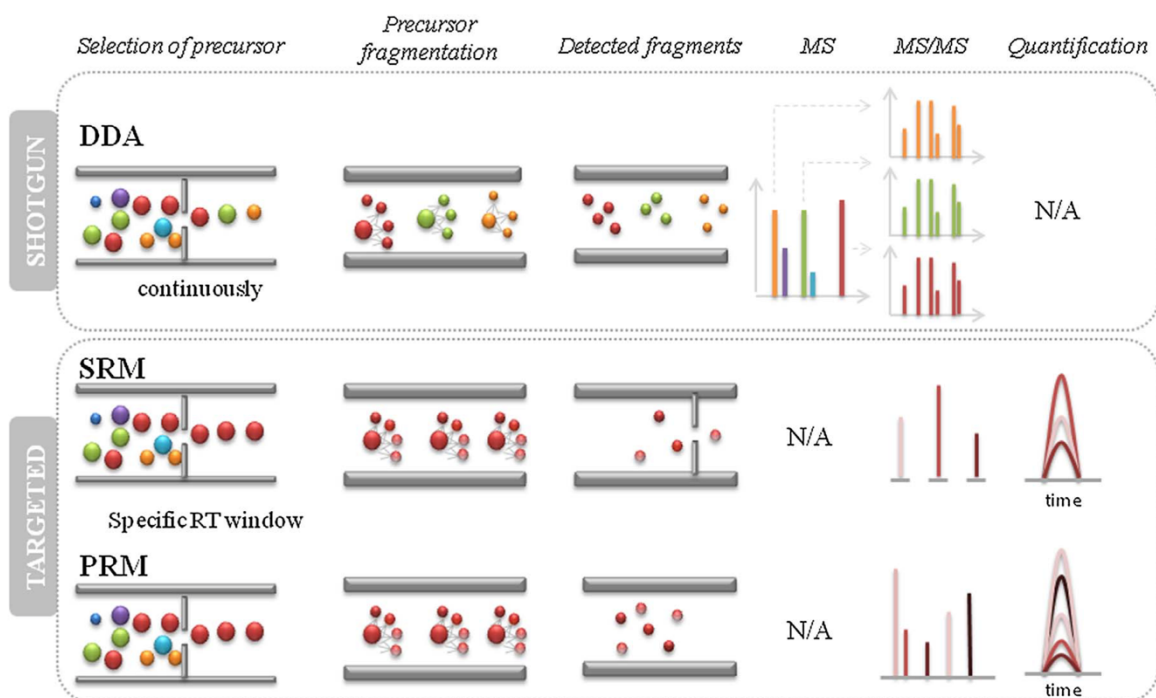 Selection of precursor
Precursor
fragmentation
Detected fragments
MS
MS/MS
Quantification
SHOTGUN
DDA
continuously
N/A
TARGETED
SRM
N/A
time
Specific RT window
PRM
N/A
time